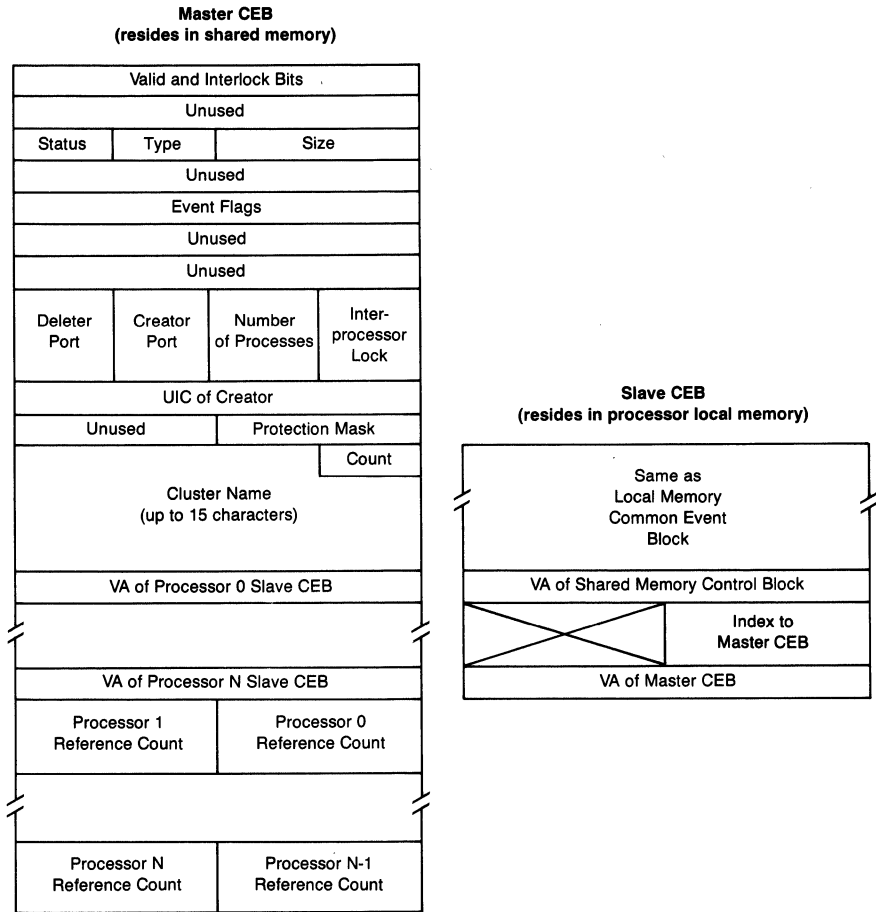 Master CEB
(resides in shared memory)
Valid and Interlock Bits
Unused
Status Type Size
Unused
Event Flags
Unused
Unused
Deleter Port
Creator Port
Number of Processes
Inter-
processor
Lock
UIC of Creator
Unused Protection Mask
Count
Cluster Name
(up to 15 characters)
VA of Processor 0 Slave CEB
VA of Processor N Slave CEB
Processor 1
Reference Count
Processor 0
Reference Count
Processor N
Reference Count
Processor N-1
Reference Count
Slave CEB
(resides in processor local memory)
Same as
Local Memory
Common Event
Block
VA of Shared Memory Control Block
Index to
Master CEB
VA of Master CEB